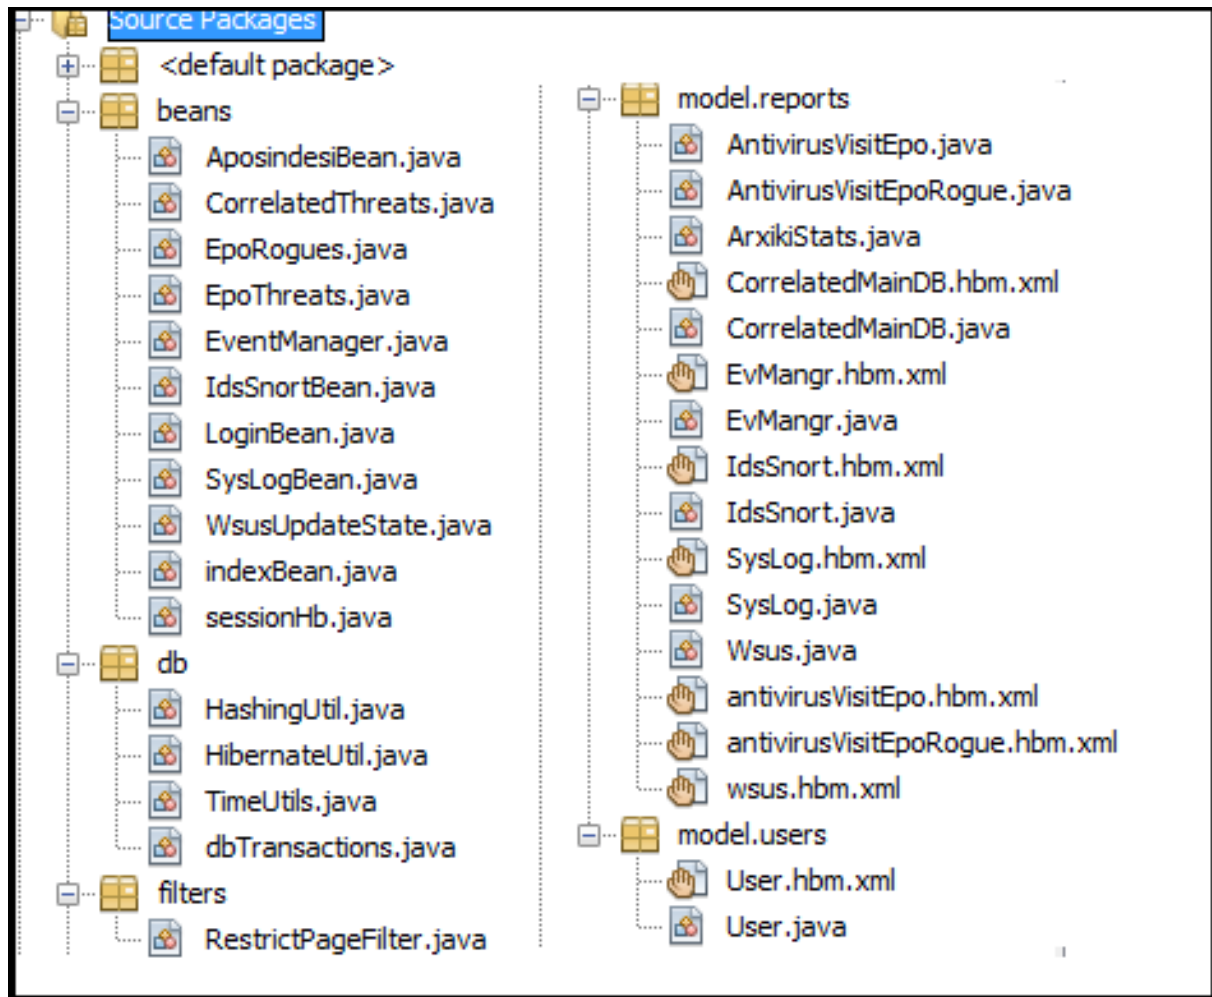 Source Packages
<default package>
beans
AposindesiBean.java
CorrelatedThreats.java
EpoRogues.java
EpoThreats.java
EventManager.java
IdsSnortBean.java
LoginBean.java
SysLogBean.java
WsusUpdateState.java
indexBean.java
sessionHb.java
db
HashingUtil.java
HibernateUtil.java
TimeUtils.java
dbTransactions.java
filters
RestrictPageFilter.java
model.reports
AntivirusVisitEpo.java
AntivirusVisitEpoRogue.java
ArxikiStats.java
CorrelatedMainDB.hbm.xml
CorrelatedMainDB.java
EvMangr.hbm.xml
EvMangr.java
IdsSnort.hbm.xml
IdsSnort.java
SysLog.hbm.xml
SysLog.java
Wsus.java
antivirusVisitEpo.hbm.xml
antivirusVisitEpoRogue.hbm.xml
wsus.hbm.xml
model.users
User.hbm.xml
User.java